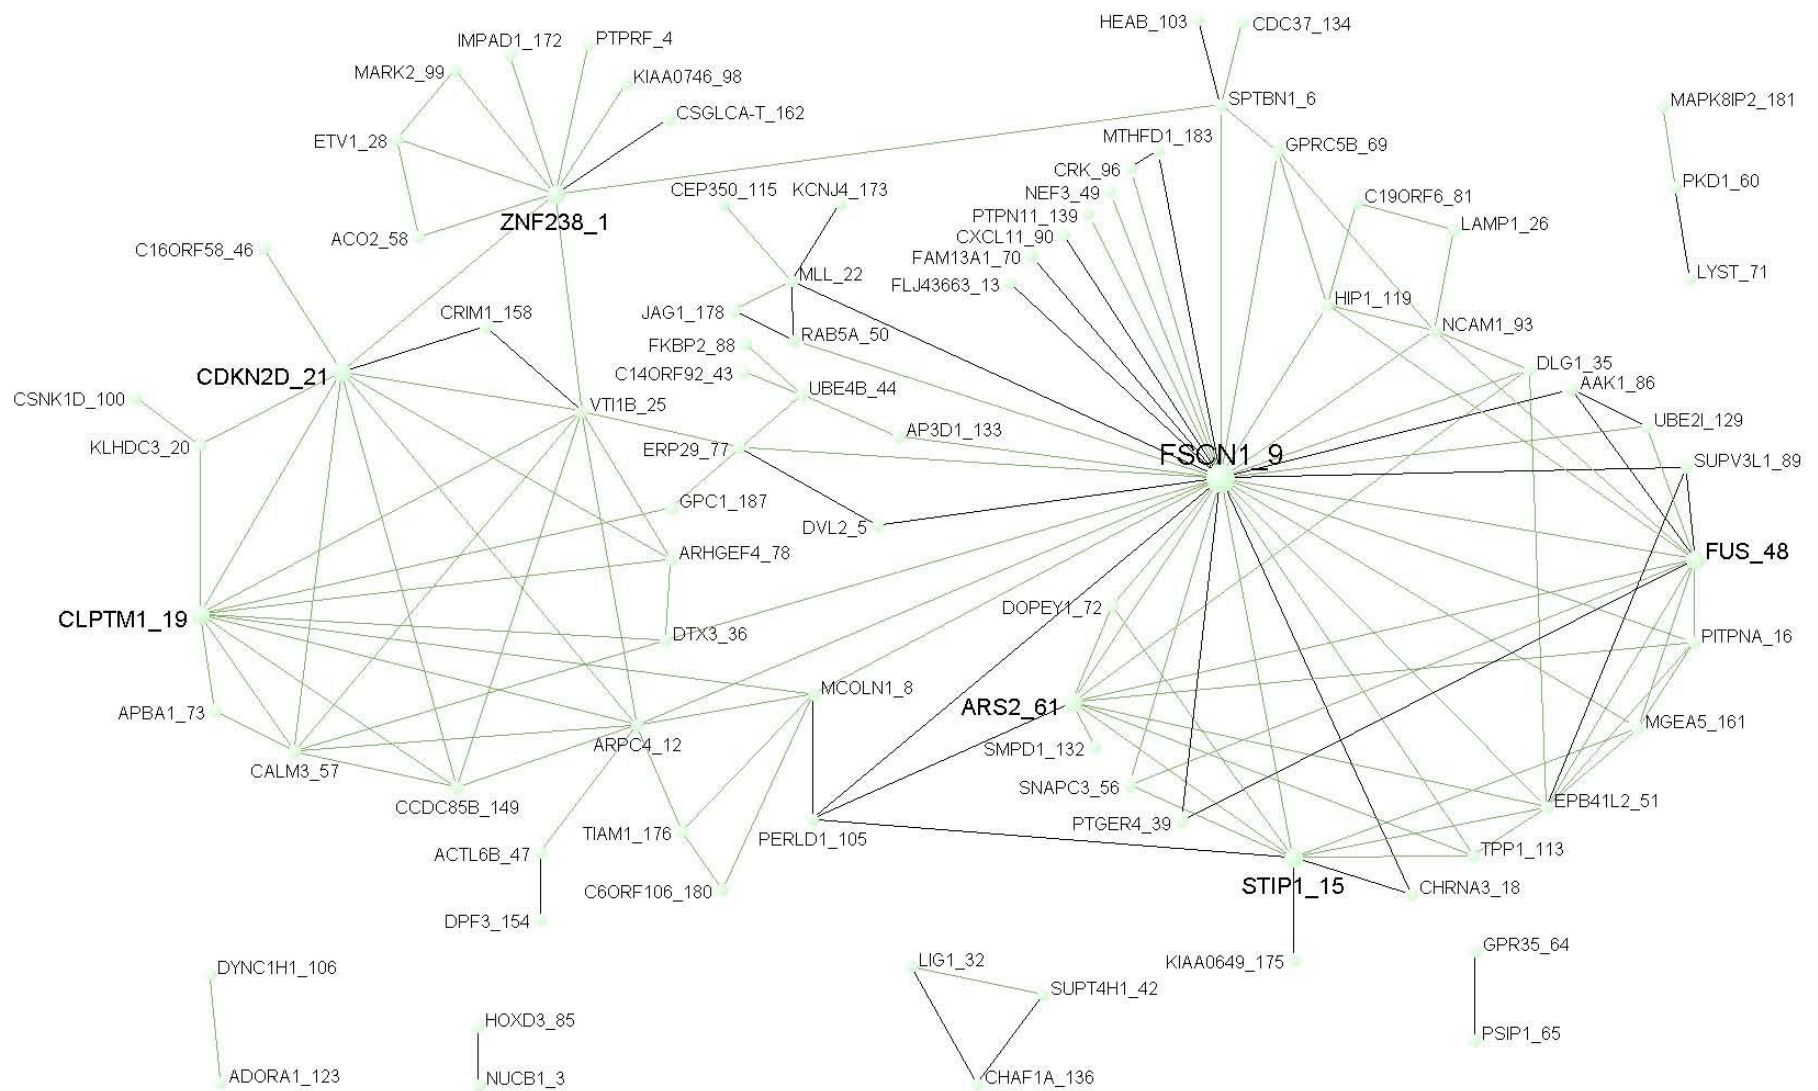 HEAB_103
CDC37_134
IMPAD1_172
PTPRF_4
MARK2_99
KIAA0746_98
SPTBN1_6
MAPK8IP2_181
CSGLCA-T_162
ETV1_28
MTHFD1_183
GPRC5B_69
CRK_96
CEP350_115
KCNJ4_173
NEF3_49
C19ORF6_81
PKD1_60
ZNF238_1
PTPN11_139
LAMP1_26
ACO2_58
CXCL11_90
C16ORF58_46
FAM13A1_70
MLL_22
FLJ43663_13
LYST_71
HIP1_119
CRIM1_158
JAG1_178
NCAM1_93
RAB5A_50
FKBP2_88
DLG1_35
CDKN2D_21
C14ORF92_43
AAK1_86
UBE4B_44
CSNK1D_100
VTI1B_25
UBE2I_129
AP3D1_133
KLHDC3_20
ERP29_77
FSCN1_9
SUPV3L1_89
GPC1_187
DVL2_5
ARHGEF4_78
FUS_48
DOPEY1_72
CLPTM1_19
DTX3_36
PITPNA_16
MCOLN1_8
ARS2_61
APBA1_73
MGEA5_161
ARPC4_12
SMPD1_132
CALM3_57
SNAPC3_56
CCDC85B_149
EPB41L2_51
TIAM1_176
PERLD1_105
PTGER4_39
ACTL6B_47
TPP1_113
STIP1_15
C6ORF106_180
CHRNA3_18
DPF3_154
GPR35_64
LIG1_32
KIAA0649_175
DYNC1H1_106
SUPT4H1_42
HOXD3_85
PSIP1_65
ADORA1_123
NUCB1_3
CHAF1A_136